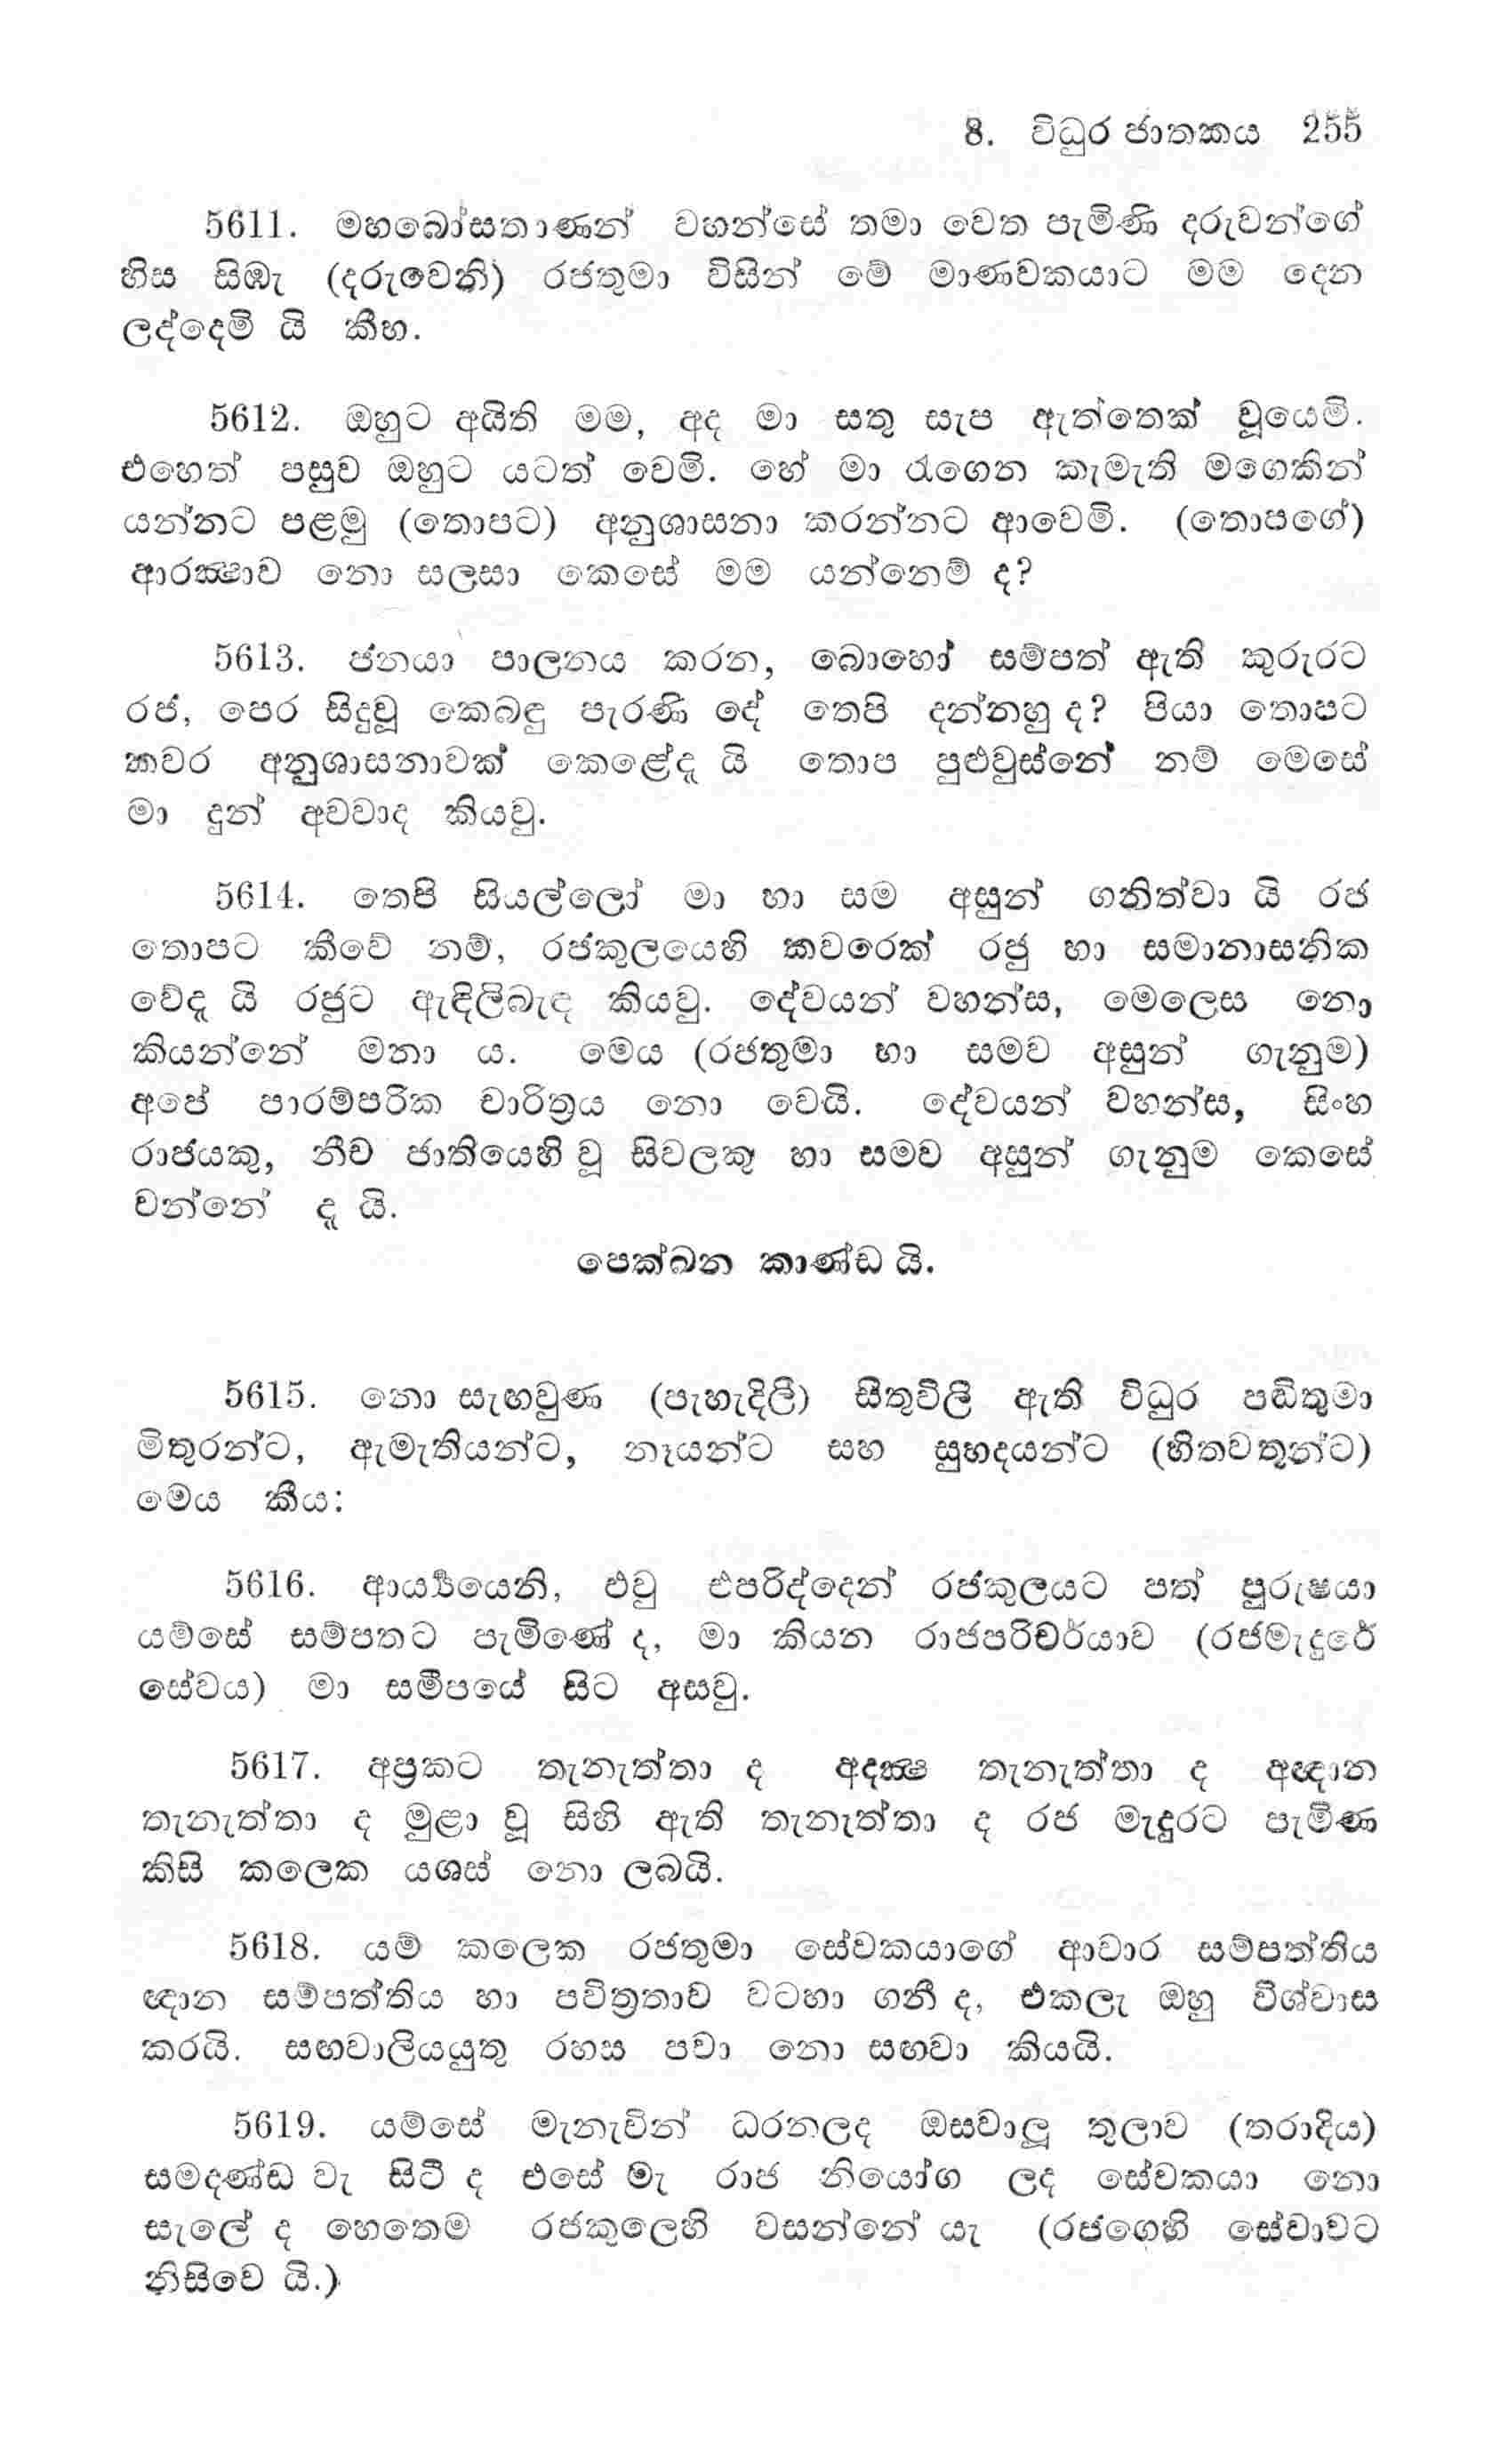 8. විධුර ජාතකය 255
5611. මහබෝසතාණන් වහන්සේ තමා වෙත පැමිණි දරුවන්ගේ
හිස සිඹැ (දරුවෙනි) රජතුමා විසින් මේ මාණවකයාට මම දෙන
ලද්දෙමි යි කීහ.
5612. ඔහුට අයිති මම, අද මා සතු සැප ඇත්තෙක් වූයෙමි.
එහෙත් පසුව ඔහුට යටත් වෙමි. හේ මා රැගෙන කැමැති මගෙකින්
යන්නට පළමු (තොපට) අනුශාසනා කරන්නට ආවෙමි. (තොපගේ)
ආරක්‍ෂාව නො සලසා කෙසේ මම යන්නෙම් ද?
5613. ජනයා පාලනය කරන, බොහෝ සම්පත් ඇති කුරුරට
රජ, පෙර සිදුවූ කෙබඳු පැරණි දේ තෙපි දන්නහු ද? පියා තොපට
කවර අනුශාසනාවක් කෙළේදැ යි තොප පුළුවුස්නේ නම් මෙසේ
මා දුන් අවවාද කියවු.
5614. තෙපි සියල්ලෝ මා හා සම අසුන් ගනිත්වා යි රජ
තොපට කීවේ නම්, රජකුලයෙහි කවරෙක් රජු හා සමානාසනික
වේදැ යි රජුට ඇඳිලිබැඳ කියවු. දේවයන් වහන්ස, මෙලෙස නො
කියන්නේ මනා ය. මෙය (රජතුමා හා සමව අසුන් ගැනුම)
අපේ පාරම්පරික චාරිත්‍රය නො වෙයි. දේවයන් වහන්ස, සිංහ
රාජයකු, නීච ජාතියෙහි වූ සිවලකු හා සමව අසුන් ගැනුම කෙසේ
වන්නේ දැ යි.
පෙක්ඛන කාණ්ඩ යි.
5615. නො සැඟවුණ (පැහැදිලි) සිතුවිලි ඇති විධුර පඬිතුමා
මිතුරන්ට, ඇමැතියන්ට, නෑයන්ට සහ සුහදයන්ට (හිතවතුන්ට)
මෙය කීය:
5616. ආර්‍ය්‍යයෙනි, එවු එපරිද්දෙන් රජකුලයට පත් පුරුෂයා
යම්සේ සම්පතට පැමිණේ ද, මා කියන රාජපරිචර්යාව (රජමැදුරේ
සේවය) මා සමීපයේ සිට අසවු.
5617. අප්‍රකට තැනැත්තා ද අදක්‍ෂ තැනැත්තා ද අඥාන
තැනැත්තා ද මුළා වූ සිහි ඇති තැනැත්තා ද රජ මැදුරට පැමිණ
කිසි කලෙක යශස් නො ලබයි.
5618. යම් කලෙක රජතුමා සේවකයාගේ ආචාර සම්පත්තිය
ඥාන සම්පත්තිය හා පවිත්‍රතාව වටහා ගනී ද, එකලැ ඔහු විශ්වාස
කරයි. සඟවාලියයුතු රහස පවා නො සඟවා කියයි.
5619. යම්සේ මැනැවින් ධරනලද ඔසවාලූ තුලාව (තරාදිය)
සමදණ්ඩ වැ සිටී ද එසේ මැ රාජ නියෝග ලද සේවකයා නො
සැලේ ද හෙතෙම රජකුලෙහි වසන්නේ යැ (රජගෙහි සේවාවට
නිසිවෙ යි.)